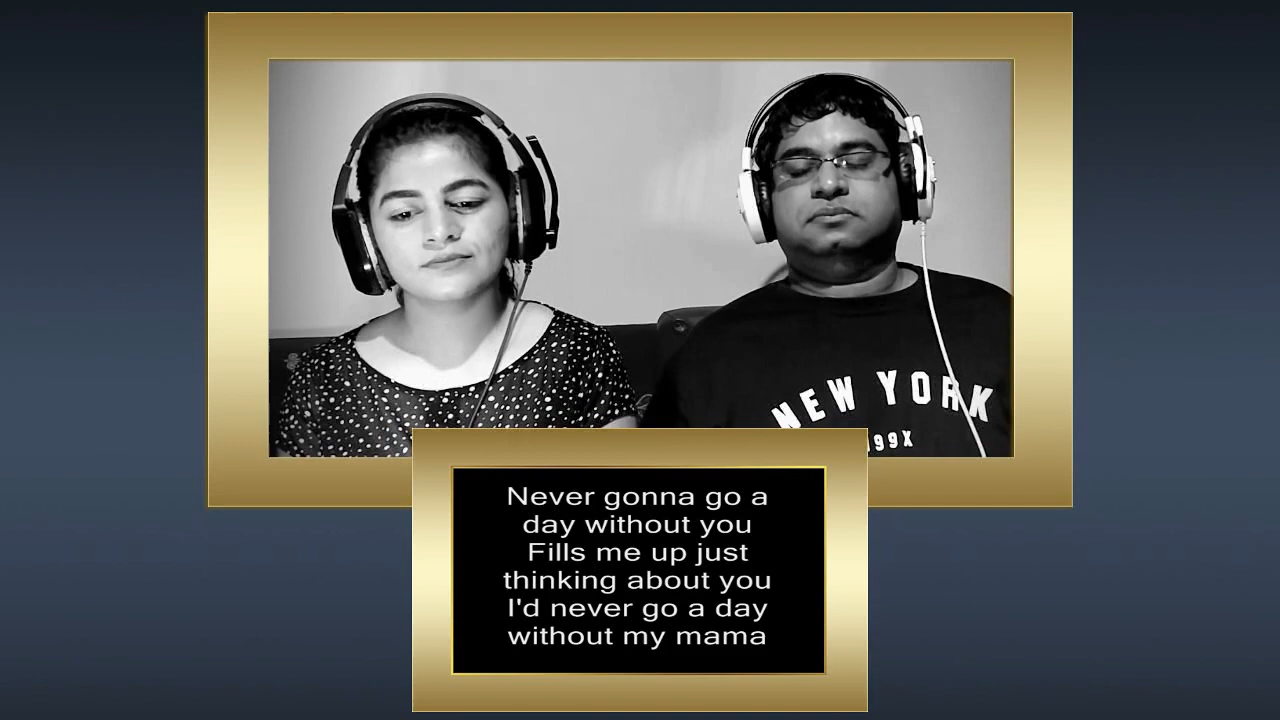 NEW YORK
199X
Never gonna go a
day without you
Fills me up just
thinking about you
I'd never go a day
without my mama